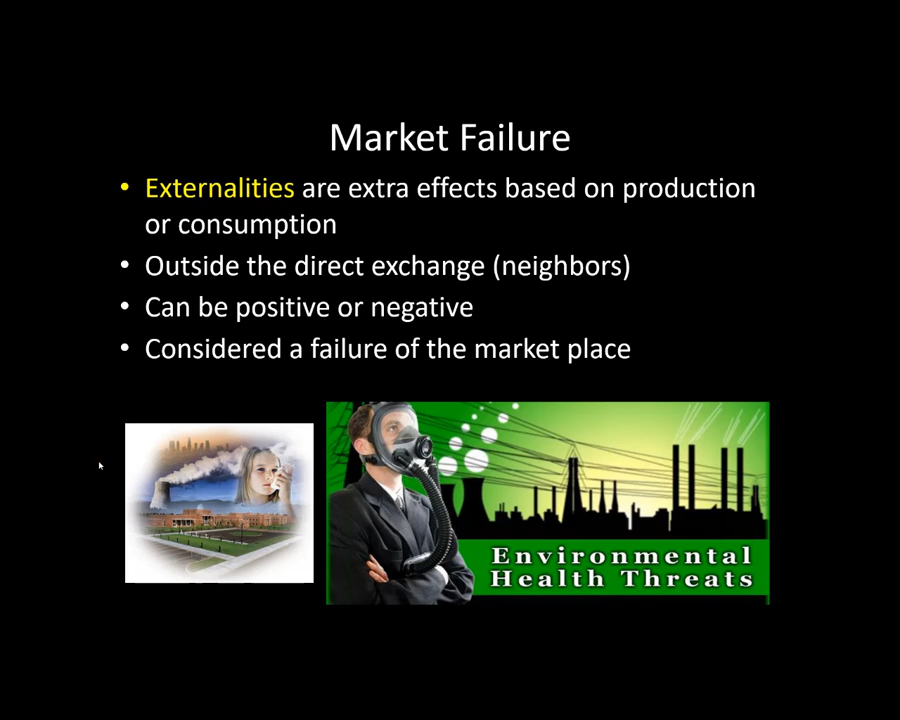 Market Failure
• Externalities are extra effects based on production
or consumption
• Outside the direct exchange (neighbors)
• Can be positive or negative
• Considered a failure of the market place
Environmental
Health Threats